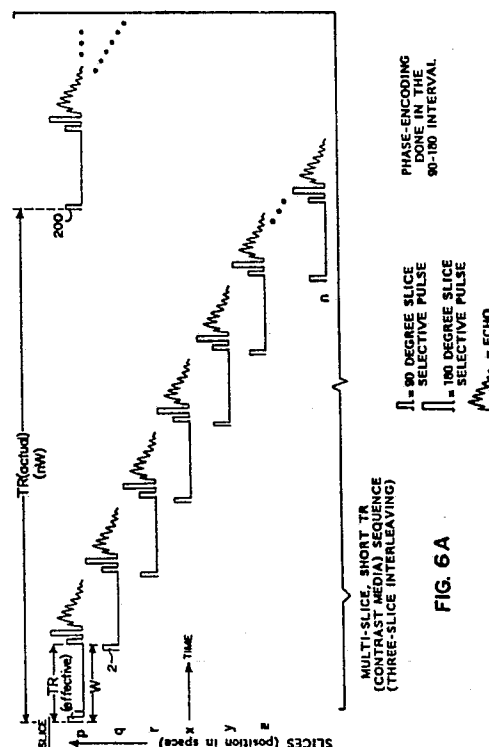 TR(actual)
(nW)
SLICE
TR
(effective)
W
2
200
p
q
r
x
y
n
TIME
SLICES (position in space)
MULTI-SLICE, SHORT TR
(CONTRAST MEDIA) SEQUENCE
(THREE-SLICE INTERLEAVING)
= 90 DEGREE SLICE
SELECTIVE PULSE
= 180 DEGREE SLICE
SELECTIVE PULSE
= ECHO
PHASE-ENCODING
DONE IN THE
90-180 INTERVAL
FIG. 6A